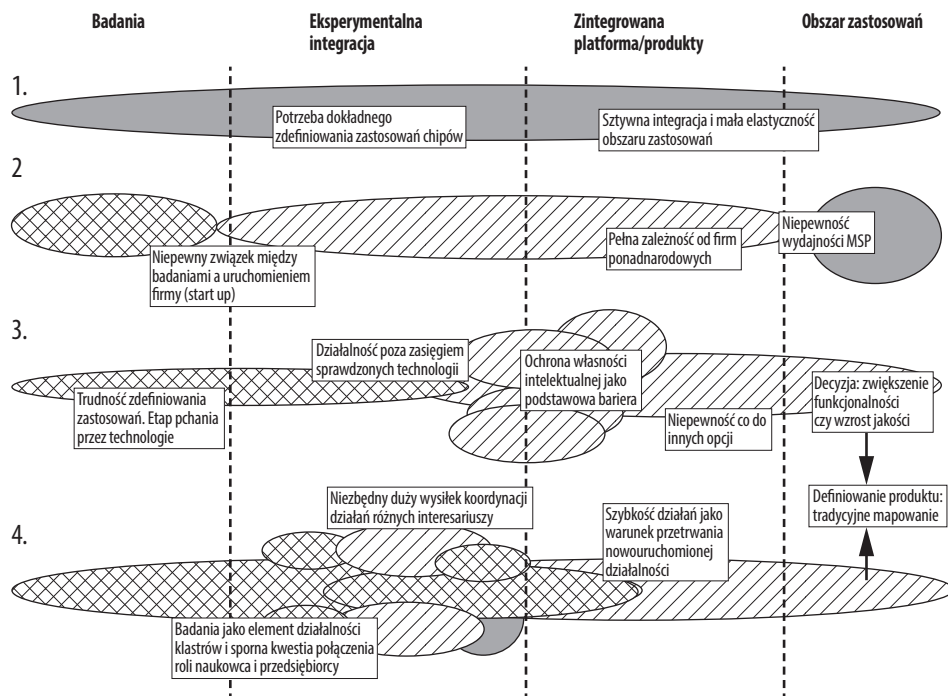 Badania
Eksperymentalna
integracja
Zintegrowana
platforma/produkty
Obszar zastosowań
1.
Potrzeba dokładnego
zdefiniowania zastosowań chipów
Sztywna integracja i mała elastyczność
obszaru zastosowań
2
Niepewny związek między
badaniami a uruchomieniem
firmy (start up)
Pełna zależność od firm
ponadnarodowych
Niepewność
wydajności MSP
3.
Działalność poza zasięgiem
sprawdzonych technologii
Trudność zdefiniowania
zastosowań. Etap pchania
przez technologie
Ochrona własności
intelektualnej jako
podstawowa bariera
Niepewność co do
innych opcji
Decyzja: zwiększenie
funkcjonalności
czy wzrost jakości
Definiowanie produktu:
tradycyjne mapowanie
4.
Niezbędny duży wysiłek koordynacji
działań różnych interesariuszy
Szybkość działań jako
warunek przetrwania
nowouruchomionej
działalności
Badania jako element działalności
klastrów i sporna kwestia połączenia
roli naukowca i przedsiębiorcy